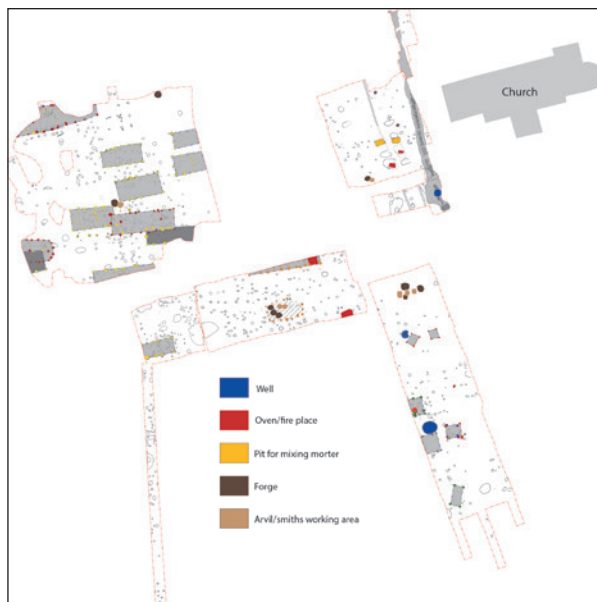 Church
Well
Oven/fire place
Pit for mixing morter
Forge
Arvil/smiths working area